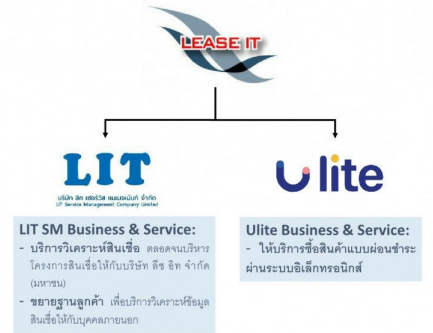 LEASE IT
LIT
บริษัท ลิท เซอร์วิส แมเนจเม้นท์ จำกัด
LIT Service Management Company Limited
Ulite
LIT SM Business & Service:
- บริการวิเคราะห์สินเชื่อ ตลอดจนบริหาร
โครงการสินเชื่อให้กับบริษัท ลีซ อิท จำกัด
(มหาชน)
- ขยายฐานลูกค้า เพื่อบริการวิเคราะห์ข้อมูล
สินเชื่อให้กับบุคคลภายนอก
Ulite Business & Service:
- ให้บริการซื้อสินค้าแบบผ่อนชำระ
ผ่านระบบอิเล็กทรอนิกส์